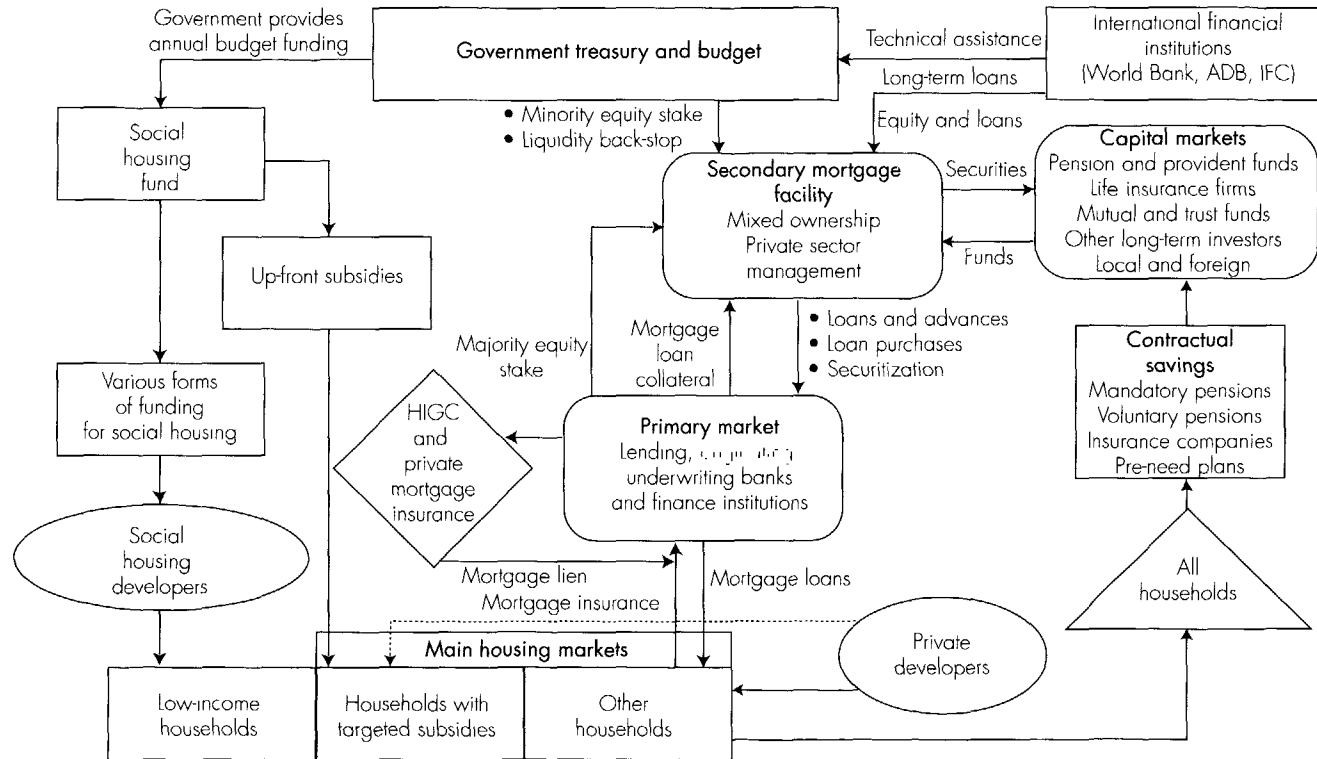 Government provides
annual budget funding
Government treasury and budget
Technical assistance
International financial
institutions
(World Bank, ADB, IFC)
Long-term loans
• Minority equity stake
• Liquidity back-stop
Equity and loans
Social
housing
fund
Capital markets
Pension and provident funds
Life insurance firms
Mutual and trust funds
Other long-term investors
Local and foreign
Secondary mortgage
facility
Mixed ownership
Private sector
management
Securities
Funds
Up-front subsidies
Majority equity
stake
Mortgage
loan
collateral
• Loans and advances
• Loan purchases
• Securitization
Contractual
savings
Mandatory pensions
Voluntary pensions
Insurance companies
Pre-need plans
Various forms
of funding
for social housing
HIGC
and
private
mortgage
insurance
Primary market
Lending,
underwriting banks
and finance institutions
Social
housing
developers
Mortgage lien
Mortgage insurance
Mortgage loans
All
households
Main housing markets
Private
developers
Low-income
households
Households with
targeted subsidies
Other
households